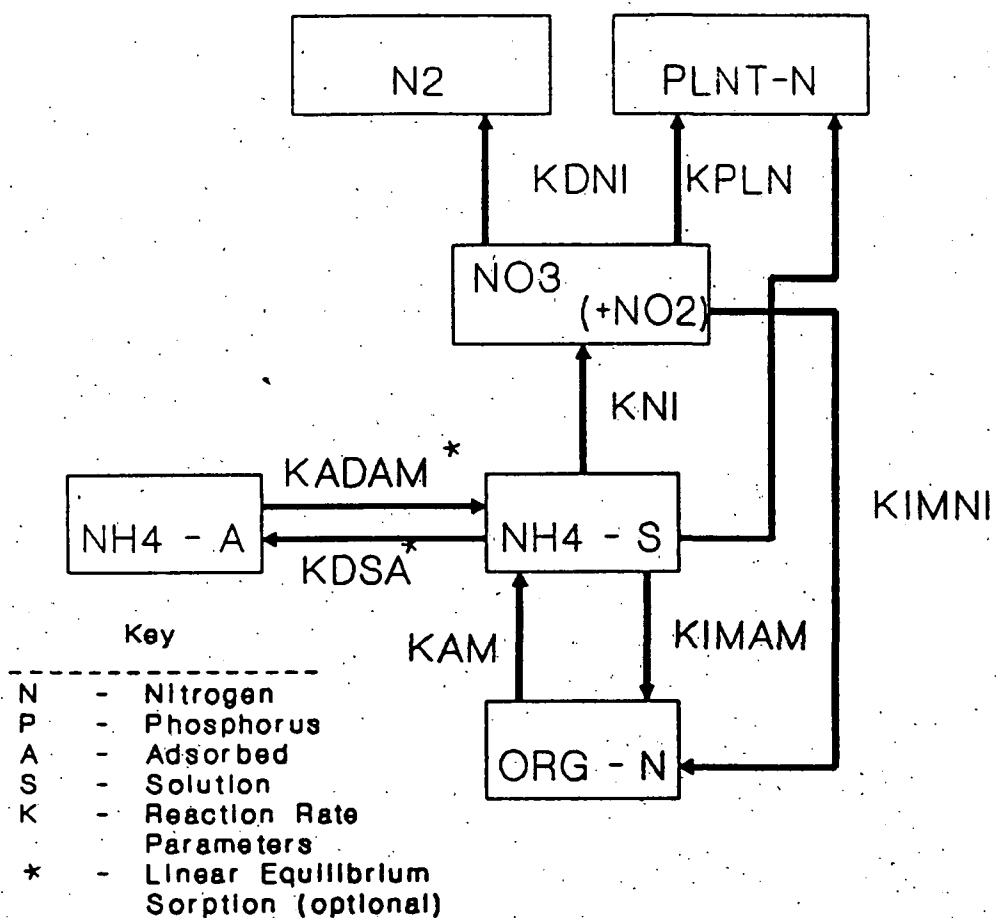 N2
PLNT-N
KDNI
KPLN
NO3
(+NO2)
KNI
KADAM *
NH4 - A
NH4 - S
KDSA*
KIMNI
KAM
KIMAM
ORG - N
Key
N - Nitrogen
P - Phosphorus
A - Adsorbed
S - Solution
K - Reaction Rate
Parameters
* - Linear Equilibrium
Sorption (optional)